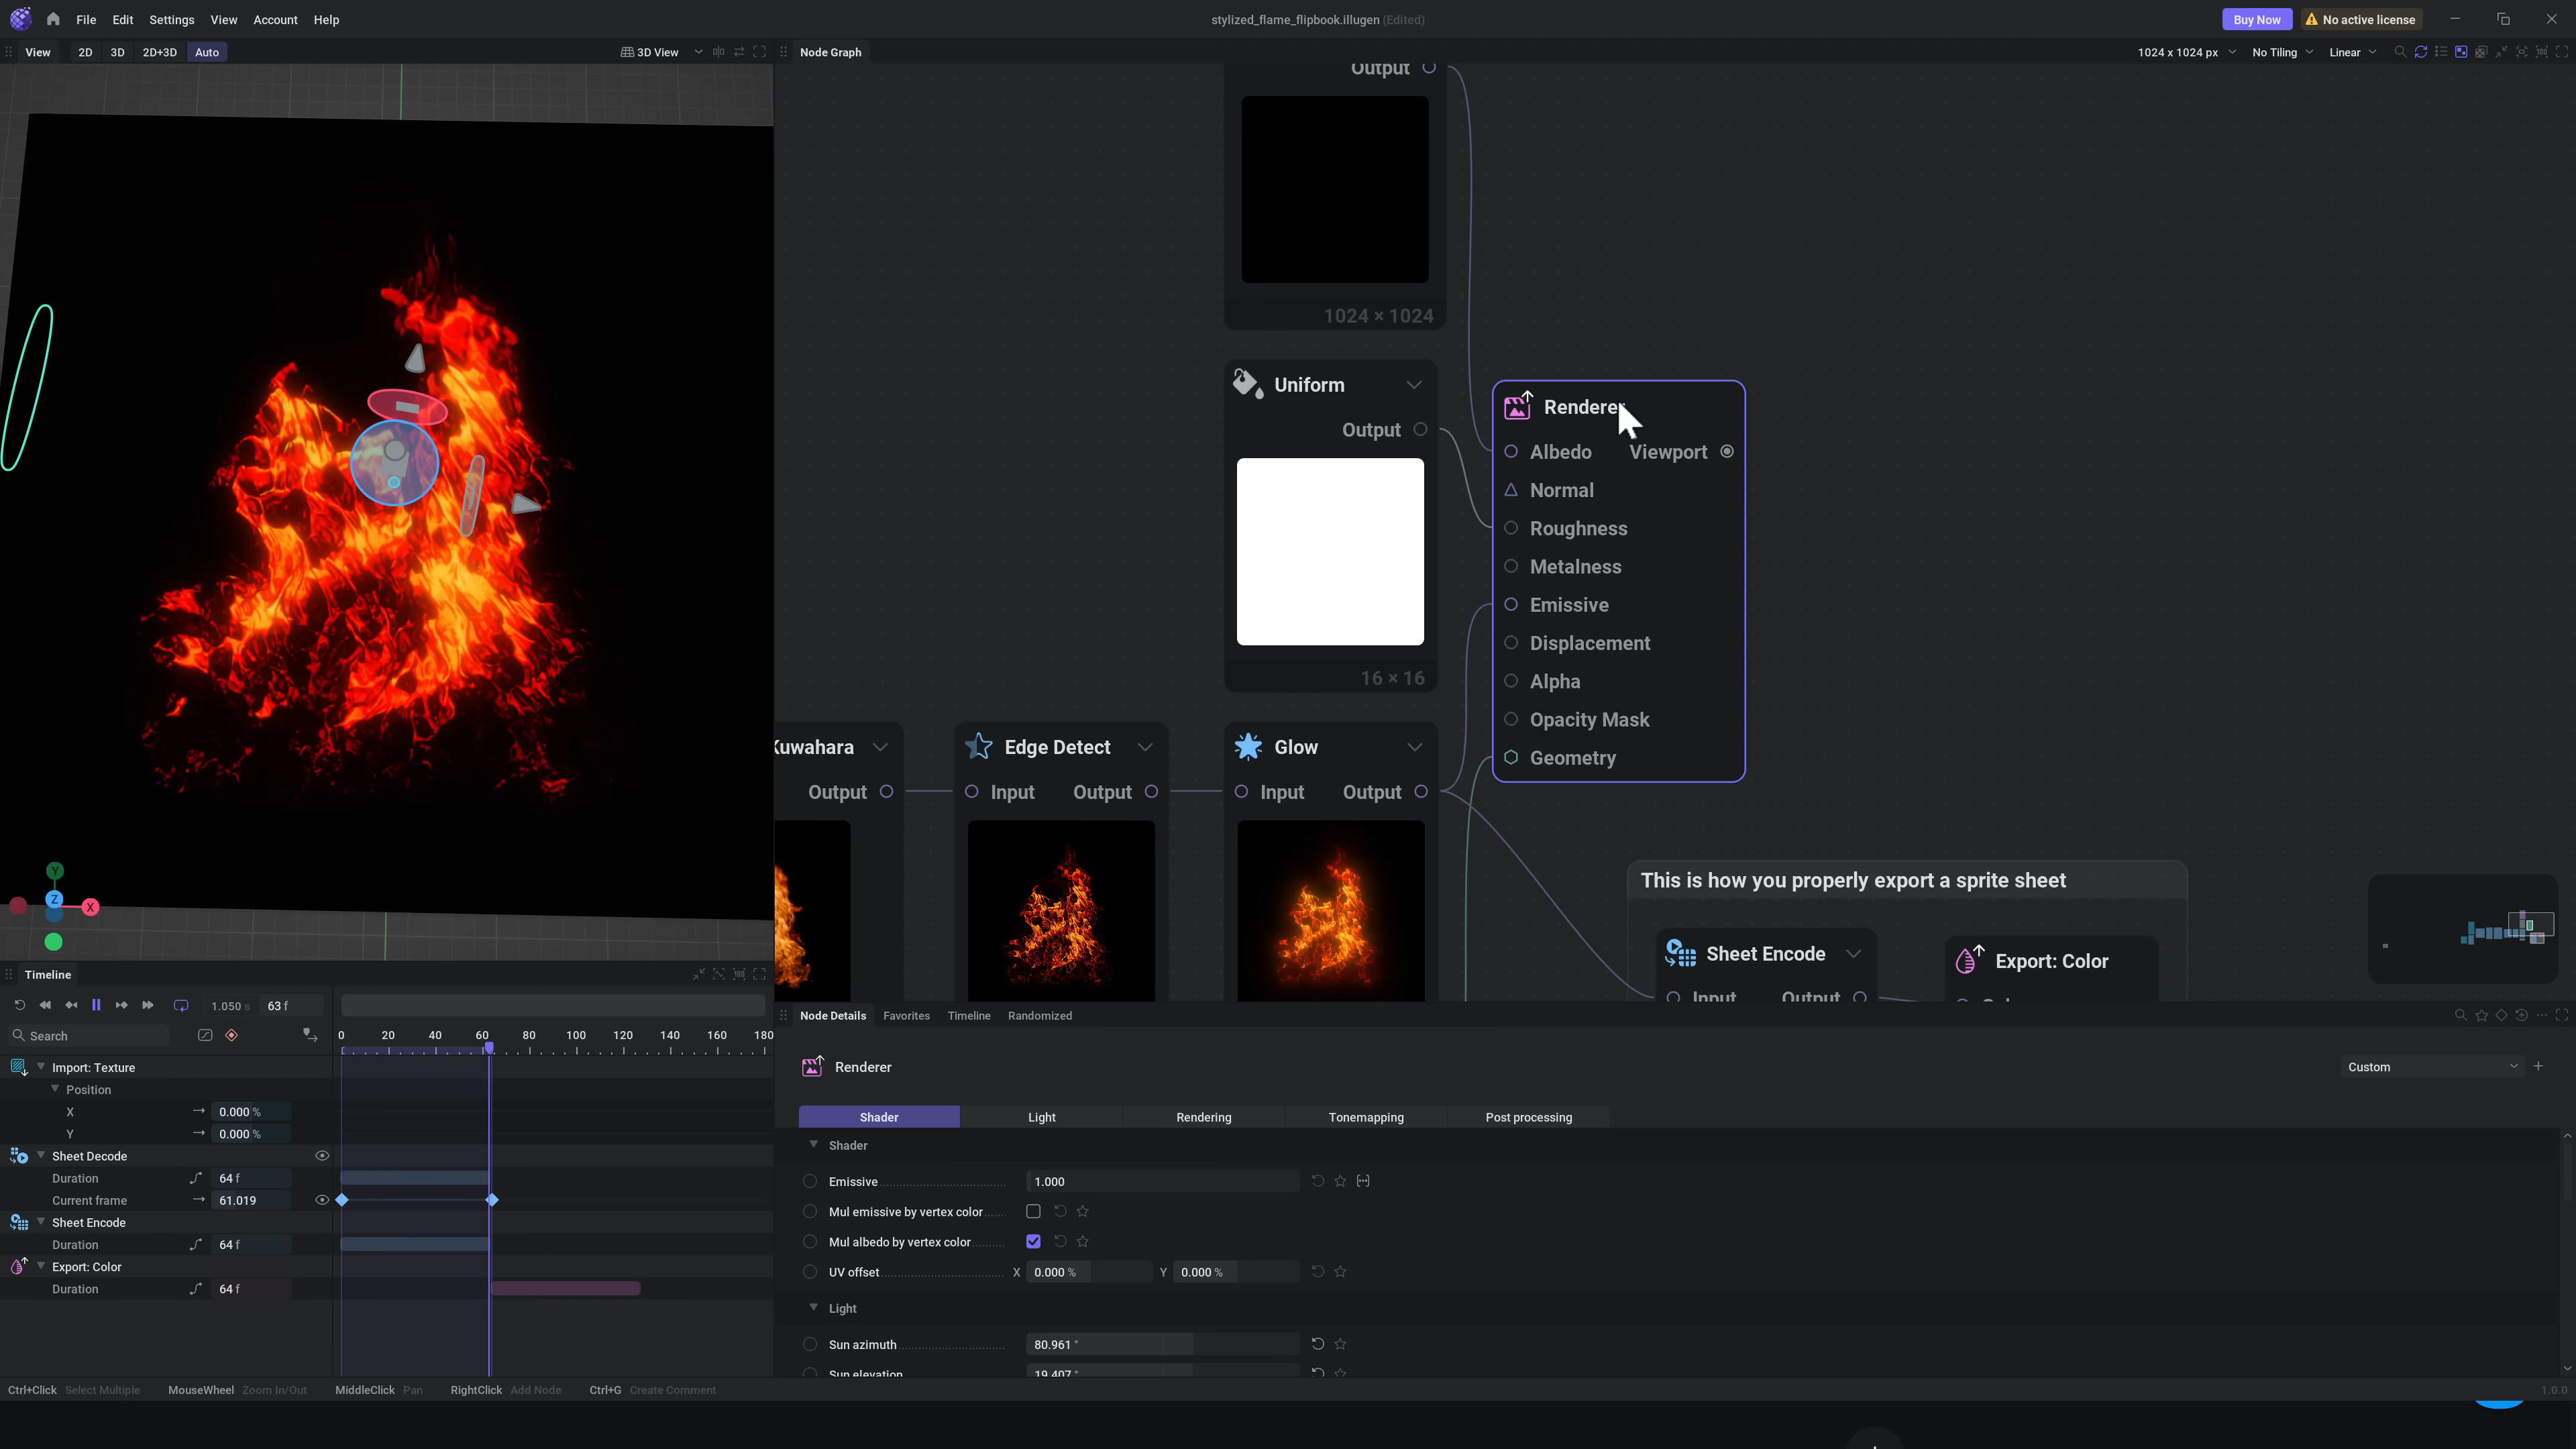 File Edit Settings View Account Help
stylized_flame_flipbook.illugen (Edited)
Buy Now
No active license
View 2D 3D 2D+3D Auto
3D View
Node Graph
1024 x 1024 px No Tiling Linear
Output
1024 × 1024
Uniform
Output
16 × 16
Renderer
Albedo Viewport
Normal
Roughness
Metalness
Emissive
Displacement
Alpha
Opacity Mask
Geometry
Kuwahara
Output
Edge Detect
Input Output
Glow
Input Output
This is how you properly export a sprite sheet
Sheet Encode
Input Output
Export: Color
Y
Z
X
Timeline
1.050 s 63 f
Search
0 20 40 60 80 100 120 140 160 180
Import: Texture
Position
X 0.000 %
Y 0.000 %
Sheet Decode
Duration 64 f
Current frame 61.019
Sheet Encode
Duration 64 f
Export: Color
Duration 64 f
Node Details Favorites Timeline Randomized
Renderer
Custom
Shader Light Rendering Tonemapping Post processing
Shader
Emissive 1.000
Mul emissive by vertex color
Mul albedo by vertex color
UV offset X 0.000 % Y 0.000 %
Light
Sun azimuth 80.961 °
Sun elevation 19.407 °
Ctrl+Click Select Multiple MouseWheel Zoom In/Out MiddleClick Pan RightClick Add Node Ctrl+G Create Comment
1.0.0